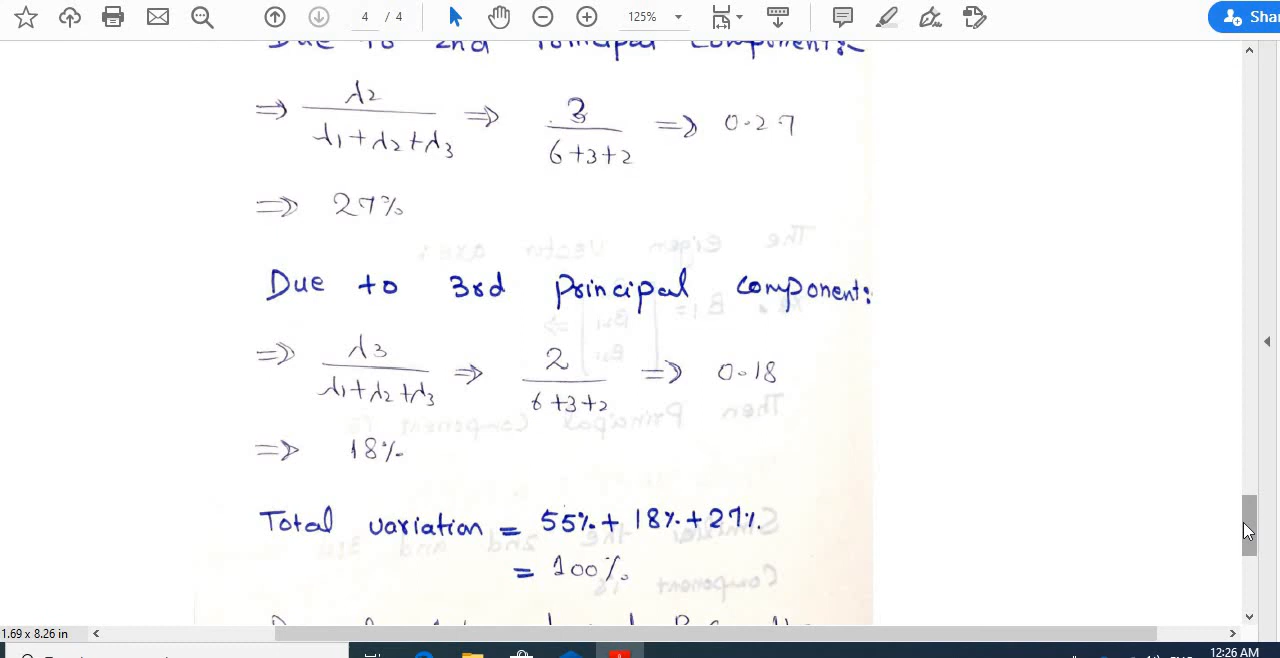 4 / 4
125%
Shar
Due to 2nd Principal Component:-
⇒ λ2 / λ1+λ2+λ3 ⇒ 3 / 6+3+2 ⇒ 0.27
⇒ 27%
Due to 3rd Principal component:
⇒ λ3 / λ1+λ2+λ3 ⇒ 2 / 6+3+2 ⇒ 0.18
⇒ 18%
Total variation = 55%+18%+27%.
= 100%.
1.69 x 8.26 in
12:26 AM